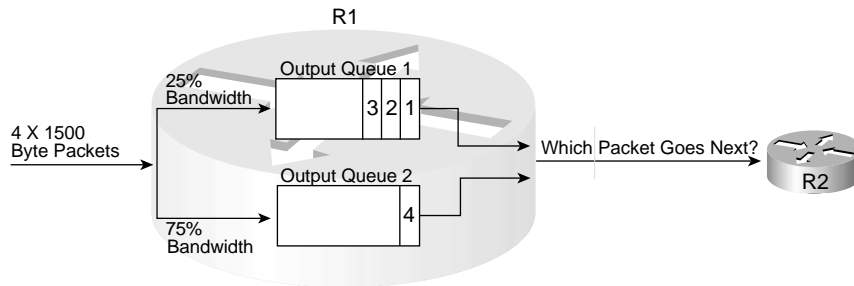 R1
Output Queue 1
25%
Bandwidth
3 2 1
4 X 1500
Byte Packets
Which Packet Goes Next?
R2
Output Queue 2
4
75%
Bandwidth